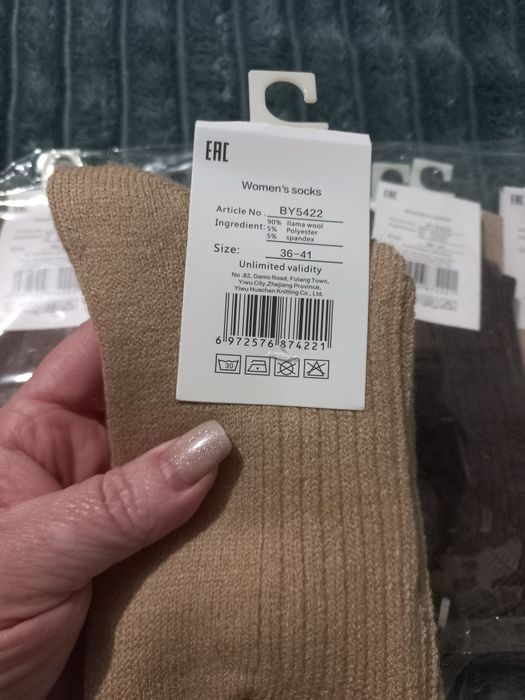 EAC
Women's socks
Article No. BY5422
Ingredient: 90% llama wool
5% Polyester
5% spandex
Size: 36-41
Unlimited validity
No.82, Damo Road, Fotang Town,
Yiwu City,Zhejiang Province,
Yiwu Huachen Knitting Co., Ltd.
6 972576 874221
30